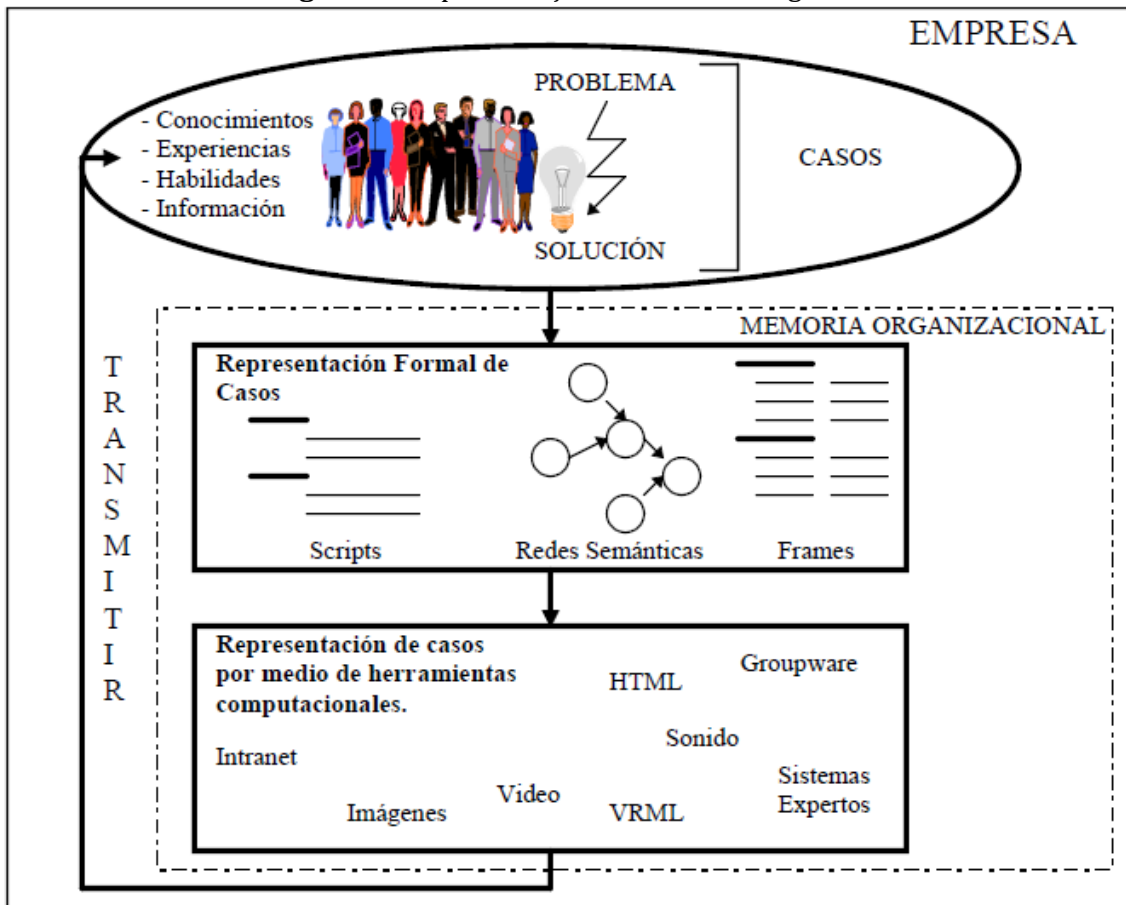 EMPRESA
PROBLEMA
- Conocimientos
- Experiencias
- Habilidades
- Información
CASOS
SOLUCIÓN
MEMORIA ORGANIZACIONAL
TRANSMITIR
Representación Formal de
Casos
Scripts
Redes Semánticas
Frames
Representación de casos
por medio de herramientas
computacionales.
Groupware
HTML
Sonido
Intranet
Sistemas
Expertos
Video
Imágenes
VRML